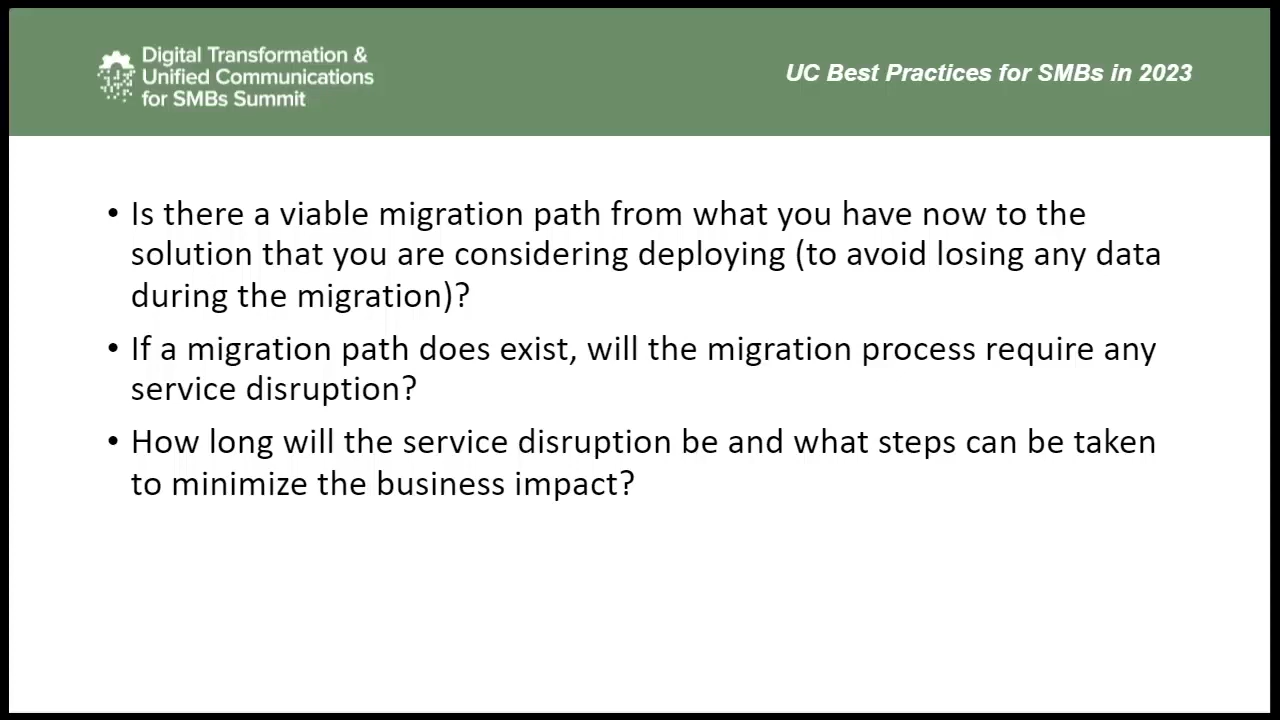 Digital Transformation &
Unified Communications
for SMBs Summit
UC Best Practices for SMBs in 2023
• Is there a viable migration path from what you have now to the
solution that you are considering deploying (to avoid losing any data
during the migration)?
• If a migration path does exist, will the migration process require any
service disruption?
• How long will the service disruption be and what steps can be taken
to minimize the business impact?